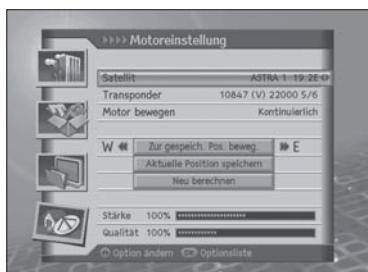 Motoreinstellung
Satellit ASTRA 1 19.2E
Transponder 10847 (V) 22000 5/6
Motor bewegen Kontinuierlich
W Zur gespeich. Pos. beweg. E
Aktuelle Position speichern
Neu berechnen
Stärke 100%
Qualität 100%
Option ändern Optionsliste